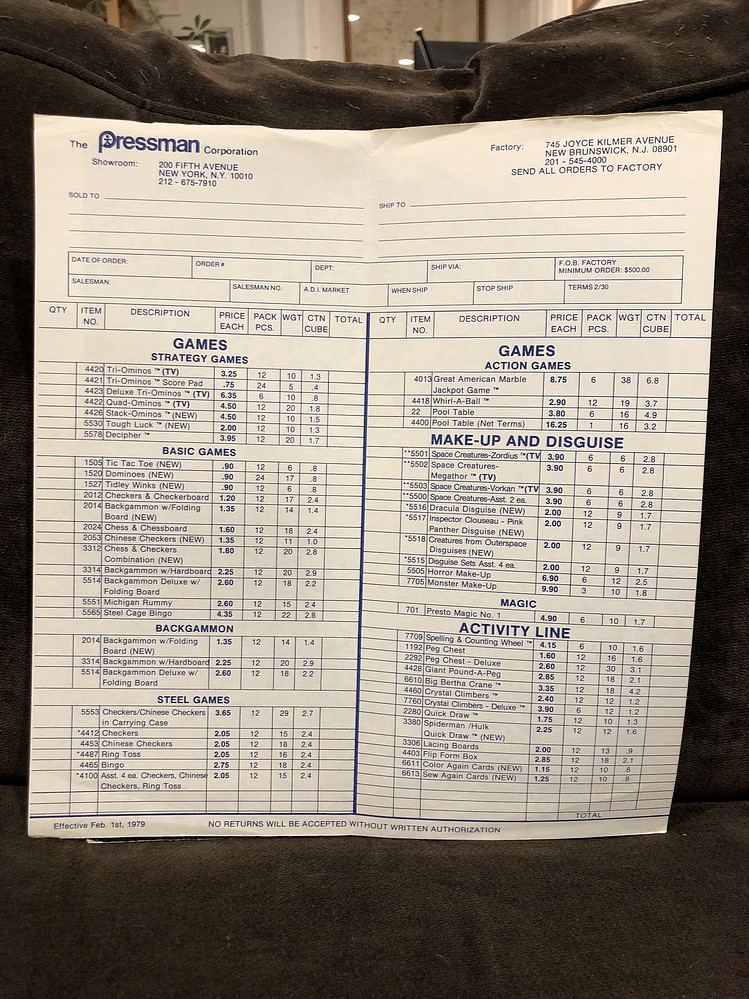 The Pressman Corporation
Showroom: 200 FIFTH AVENUE
NEW YORK, N.Y. 10010
212 - 675-7910
Factory: 745 JOYCE KILMER AVENUE
NEW BRUNSWICK, N.J. 08901
201 - 545-4000
SEND ALL ORDERS TO FACTORY
SOLD TO
SHIP TO
DATE OF ORDER: ORDER # DEPT:
SALESMAN: SALESMAN NO. A.D.I. MARKET
SHIP VIA: F.O.B. FACTORY
MINIMUM ORDER: $500.00
WHEN SHIP STOP SHIP TERMS 2/30
QTY ITEM NO. DESCRIPTION PRICE EACH PACK PCS. WGT CTN CUBE TOTAL
GAMES
STRATEGY GAMES
4420 Tri-Ominos ™ (TV) 3.25 12 10 1.3
4421 Tri-Ominos ™ Score Pad .75 24 5 .4
4423 Deluxe Tri-Ominos ™ (TV) 6.35 6 10 .8
4422 Quad-Ominos ™ (TV) 4.50 12 20 1.8
4426 Stack-Ominos ™ (NEW) 4.50 12 10 1.5
5530 Tough Luck ™ (NEW) 2.00 12 10 1.3
5578 Decipher ™ 3.95 12 20 1.7
BASIC GAMES
1505 Tic Tac Toe (NEW) .90 12 6 .8
1520 Dominoes (NEW) .90 24 17 .8
1527 Tidley Winks (NEW) .90 12 6 .8
2012 Checkers & Checkerboard 1.20 12 17 2.4
2014 Backgammon w/Folding 1.35 12 14 1.4
Board (NEW)
2024 Chess & Chessboard 1.60 12 18 2.4
2053 Chinese Checkers (NEW) 1.35 12 11 1.0
3312 Chess & Checkers 1.80 12 20 2.8
Combination (NEW)
3314 Backgammon w/Hardboard 2.25 12 20 2.9
5514 Backgammon Deluxe w/ 2.60 12 18 2.2
Folding Board
5551 Michigan Rummy 2.60 12 15 2.4
5565 Steel Cage Bingo 4.35 12 22 2.8
BACKGAMMON
2014 Backgammon w/Folding 1.35 12 14 1.4
Board (NEW)
3314 Backgammon w/Hardboard 2.25 12 20 2.9
5514 Backgammon Deluxe w/ 2.60 12 18 2.2
Folding Board
STEEL GAMES
5553 Checkers/Chinese Checkers 3.65 12 29 2.7
in Carrying Case
*4412 Checkers 2.05 12 15 2.4
4453 Chinese Checkers 2.05 12 18 2.4
*4487 Ring Toss 2.05 12 16 2.4
4465 Bingo 2.75 12 18 2.4
*4100 Asst. 4 ea. Checkers, Chinese 2.05 12 15 2.4
Checkers, Ring Toss
QTY ITEM NO. DESCRIPTION PRICE EACH PACK PCS. WGT CTN CUBE TOTAL
GAMES
ACTION GAMES
4013 Great American Marble 8.75 6 38 6.8
Jackpot Game ™
4418 Whirl-A-Ball ™ 2.90 12 19 3.7
22 Pool Table 3.80 6 16 4.9
4400 Pool Table (Net Terms) 16.25 1 16 3.2
MAKE-UP AND DISGUISE
**5501 Space Creatures-Zordius ™(TV 3.90 6 6 2.8
**5502 Space Creatures- 3.90 6 6 2.8
Megathor ™ (TV)
**5503 Space Creatures-Vorkan ™(TV 3.90 6 6 2.8
**5500 Space Creatures-Asst. 2 ea. 3.90 6 6 2.8
*5516 Dracula Disguise (NEW) 2.00 12 9 1.7
*5517 Inspector Clouseau - Pink 2.00 12 9 1.7
Panther Disguise (NEW)
*5518 Creatures from Outerspace 2.00 12 9 1.7
Disguises (NEW)
*5515 Disguise Sets Asst. 4 ea. 2.00 12 9 1.7
5505 Horror Make-Up 6.90 6 12 2.5
7705 Monster Make-Up 9.90 3 10 1.8
MAGIC
701 Presto Magic No. 1 4.90 6 10 1.7
ACTIVITY LINE
7709 Spelling & Counting Wheel ™ 4.15 6 10 1.6
1192 Peg Chest 1.60 12 16 1.6
2292 Peg Chest - Deluxe 2.60 12 30 3.1
4428 Giant Pound-A-Peg 2.85 12 18 2.1
6610 Big Bertha Crane ™ 3.35 12 18 4.2
4460 Crystal Climbers ™ 2.40 12 12 1.2
7760 Crystal Climbers - Deluxe ™ 3.90 6 12 1.2
2280 Quick Draw ™ 1.75 12 10 1.3
3380 Spiderman /Hulk 2.25 12 12 1.6
Quick Draw ™ (NEW)
3306 Lacing Boards 2.00 12 13 .9
4403 Flip Form Box 2.85 12 18 2.1
6611 Color Again Cards (NEW) 1.15 12 10 .8
6613 Sew Again Cards (NEW) 1.25 12 10 .8
TOTAL
Effective Feb. 1st, 1979 NO RETURNS WILL BE ACCEPTED WITHOUT WRITTEN AUTHORIZATION